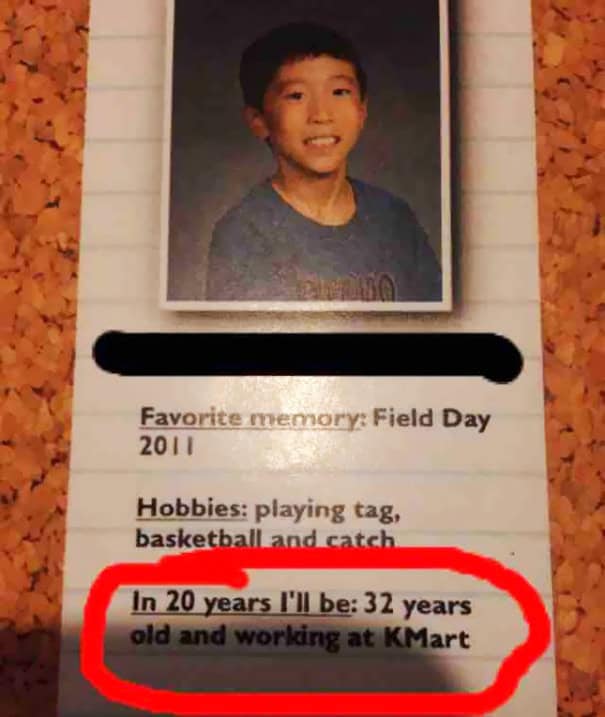 Favorite memory: Field Day
2011
Hobbies: playing tag,
basketball and catch
In 20 years I'll be: 32 years
old and working at KMart